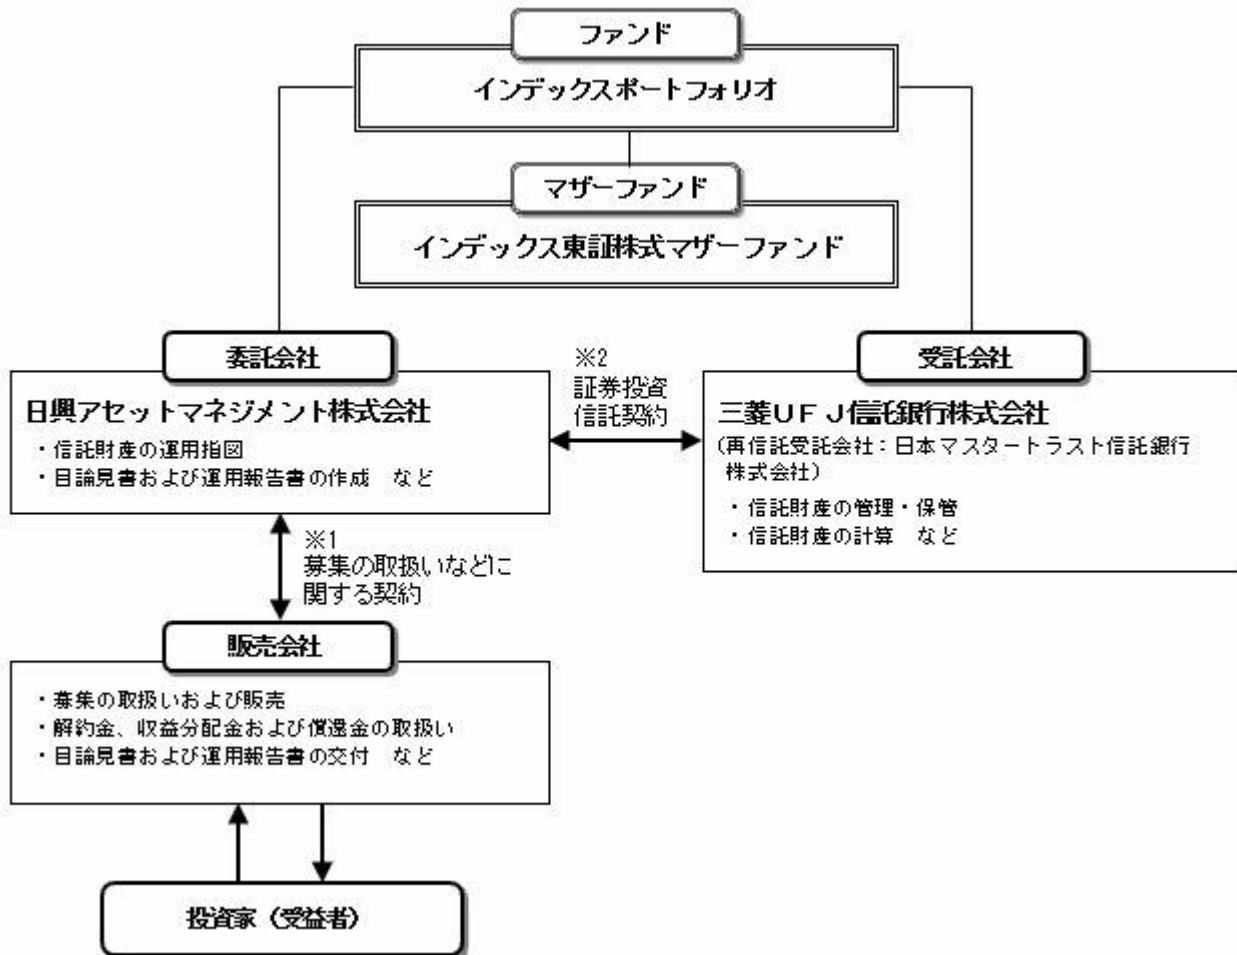 ファンド
インデックスポートフォリオ
マザーファンド
インデックス東証株式マザーファンド
委託会社
日興アセットマネジメント株式会社
・信託財産の運用指図
・目論見書および運用報告書の作成　など
※2
証券投資
信託契約
受託会社
三菱UFJ信託銀行株式会社
(再信託受託会社：日本マスタートラスト信託銀行
株式会社)
・信託財産の管理・保管
・信託財産の計算　など
※1
募集の取扱いなどに
関する契約
販売会社
・募集の取扱いおよび販売
・解約金、収益分配金および償還金の取扱い
・目論見書および運用報告書の交付　など
投資家（受益者）